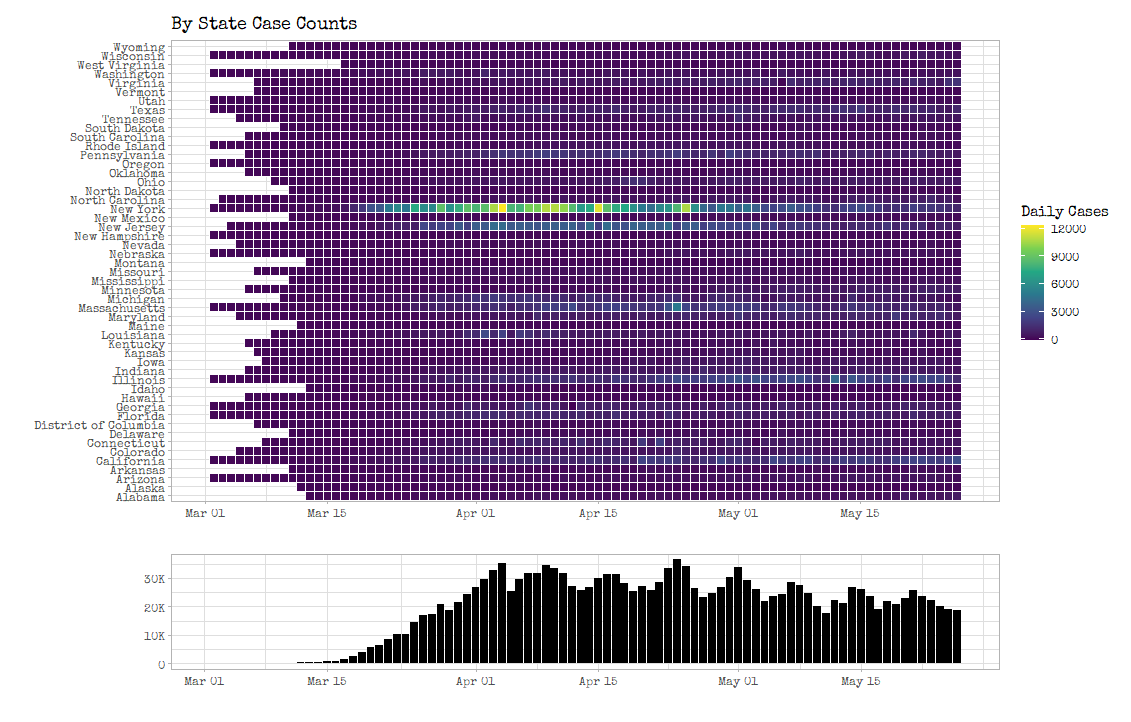 By State Case Counts
Wyoming
Wisconsin
West Virginia
Washington
Virginia
Vermont
Utah
Texas
Tennessee
South Dakota
South Carolina
Rhode Island
Pennsylvania
Oregon
Oklahoma
Ohio
North Dakota
North Carolina
New York
New Mexico
New Jersey
New Hampshire
Nevada
Nebraska
Montana
Missouri
Mississippi
Minnesota
Michigan
Massachusetts
Maryland
Maine
Louisiana
Kentucky
Kansas
Iowa
Indiana
Illinois
Idaho
Hawaii
Georgia
Florida
District of Columbia
Delaware
Connecticut
Colorado
California
Arkansas
Arizona
Alaska
Alabama
Mar 01 Mar 15 Apr 01 Apr 15 May 01 May 15
Daily Cases
12000
9000
6000
3000
0
30K
20K
10K
0
Mar 01 Mar 15 Apr 01 Apr 15 May 01 May 15